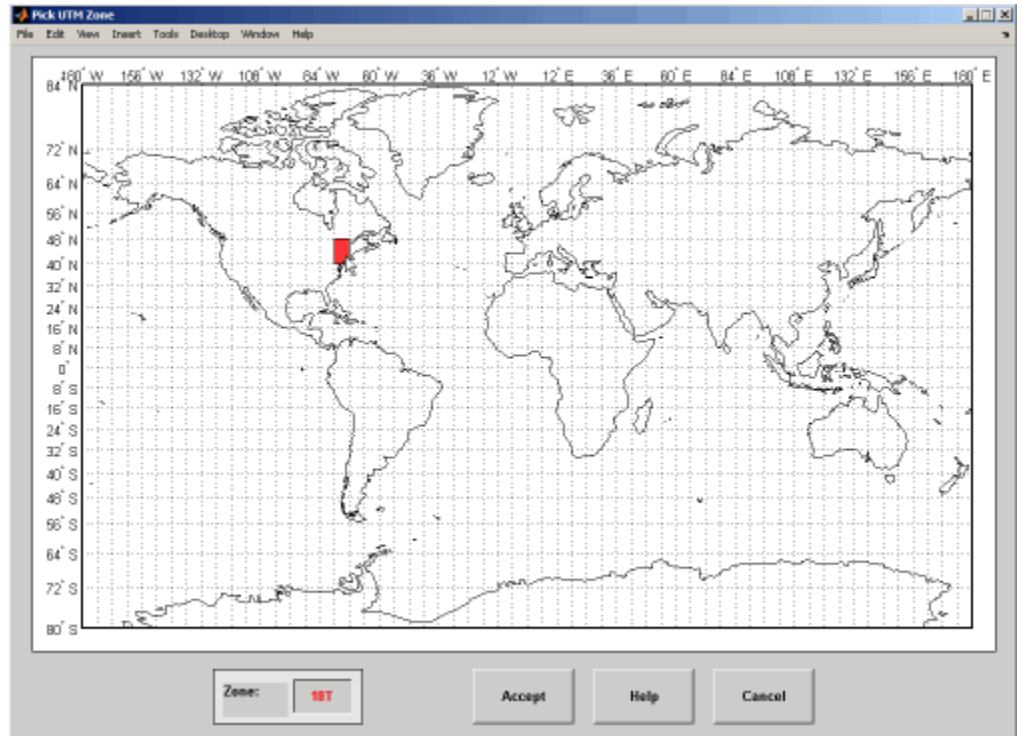 Pick UTM Zone
File Edit View Insert Tools Desktop Window Help
180° W 156° W 132° W 108° W 84° W 60° W 36° W 12° W 12° E 36° E 60° E 84° E 108° E 132° E 156° E 180° E
84° N
72° N
64° N
56° N
48° N
40° N
32° N
24° N
16° N
8° N
0°
8° S
16° S
24° S
32° S
40° S
48° S
56° S
64° S
72° S
80° S
Zone: 18T Accept Help Cancel